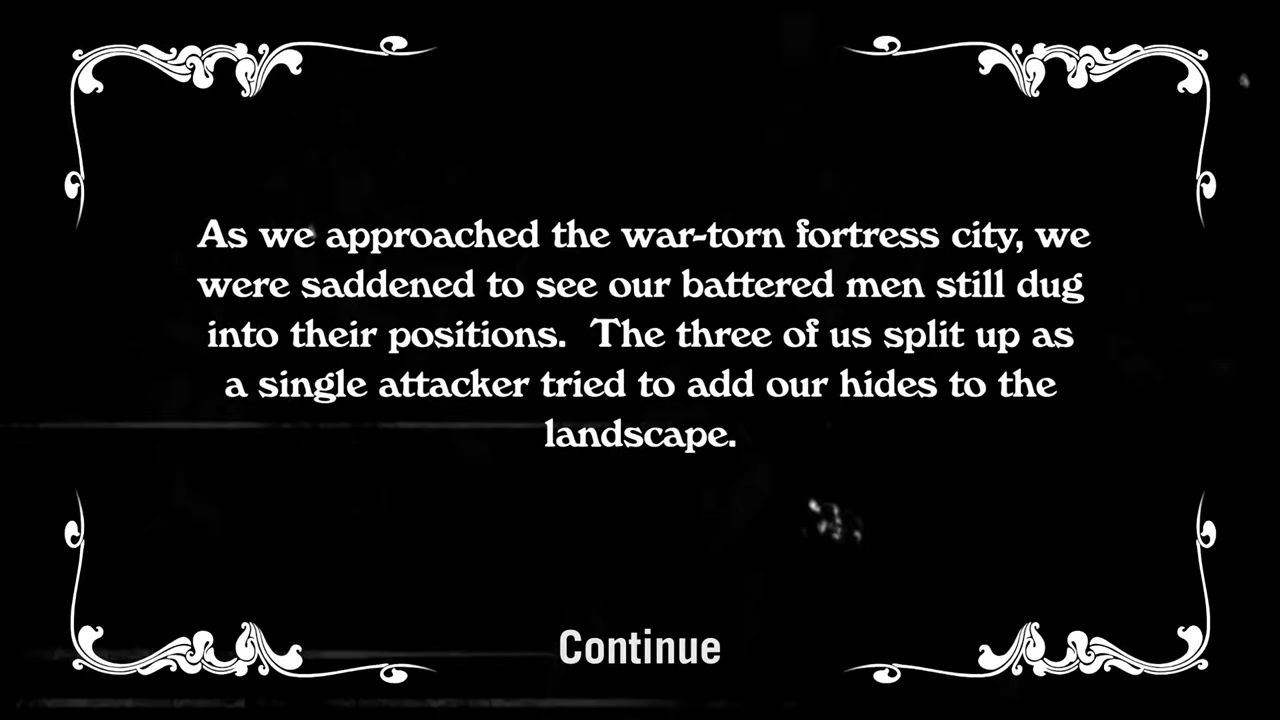 As we approached the war-torn fortress city, we
were saddened to see our battered men still dug
into their positions.  The three of us split up as
a single attacker tried to add our hides to the
landscape.
Continue